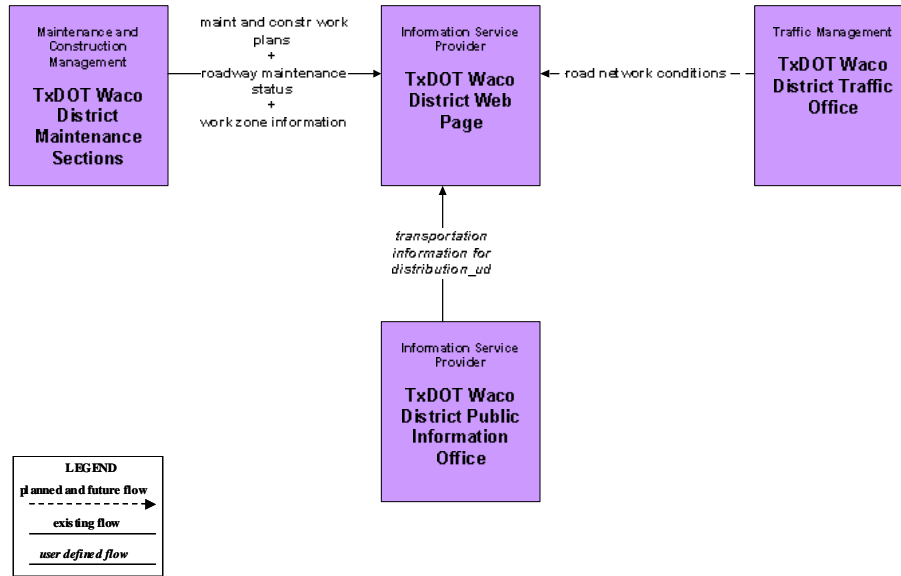 Maintenance and
Construction
Management
TxDOT Waco
District
Maintenance
Sections
maint and constr work
plans
+
roadway maintenance
status
+
work zone information
Information Service
Provider
TxDOT Waco
District Web
Page
road network conditions
Traffic Management
TxDOT Waco
District Traffic
Office
transportation
information for
distribution_ud
Information Service
Provider
TxDOT Waco
District Public
Information
Office
LEGEND
planned and future flow
existing flow
user defined flow